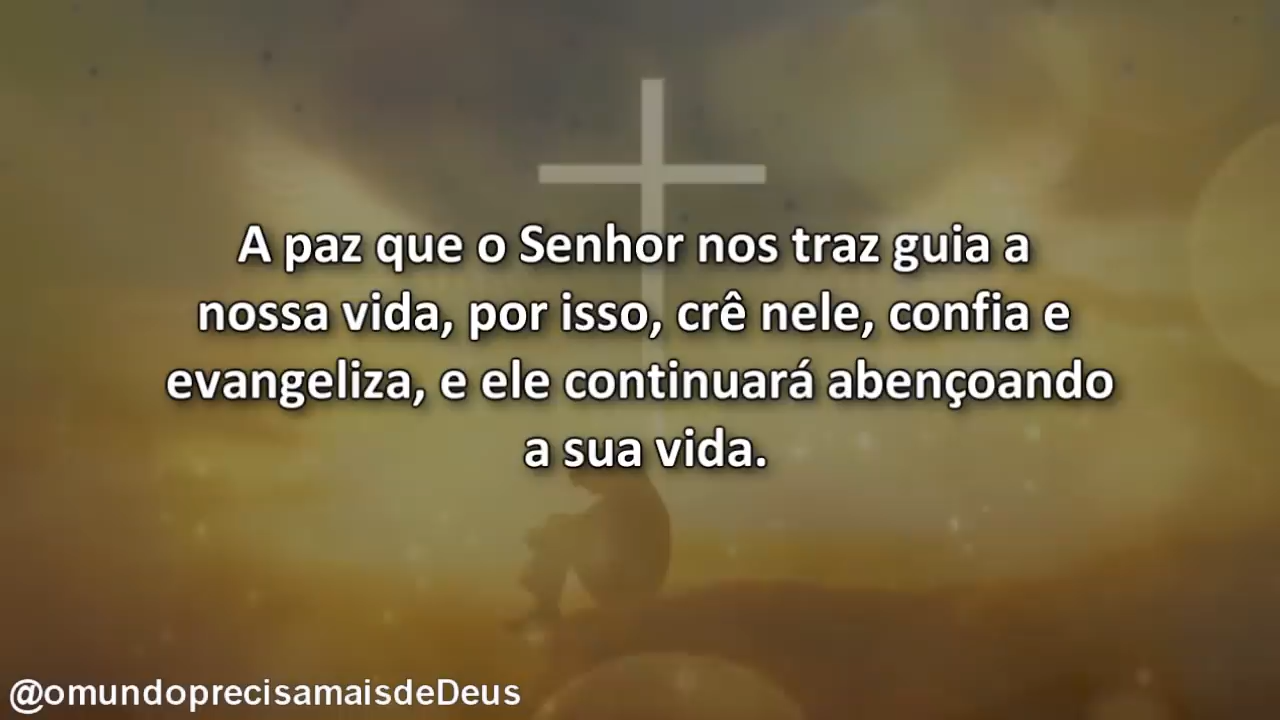 A paz que o Senhor nos traz guia a
nossa vida, por isso, crê nele, confia e
evangeliza, e ele continuará abençoando
a sua vida.
@omundoprecisamaisdeDeus